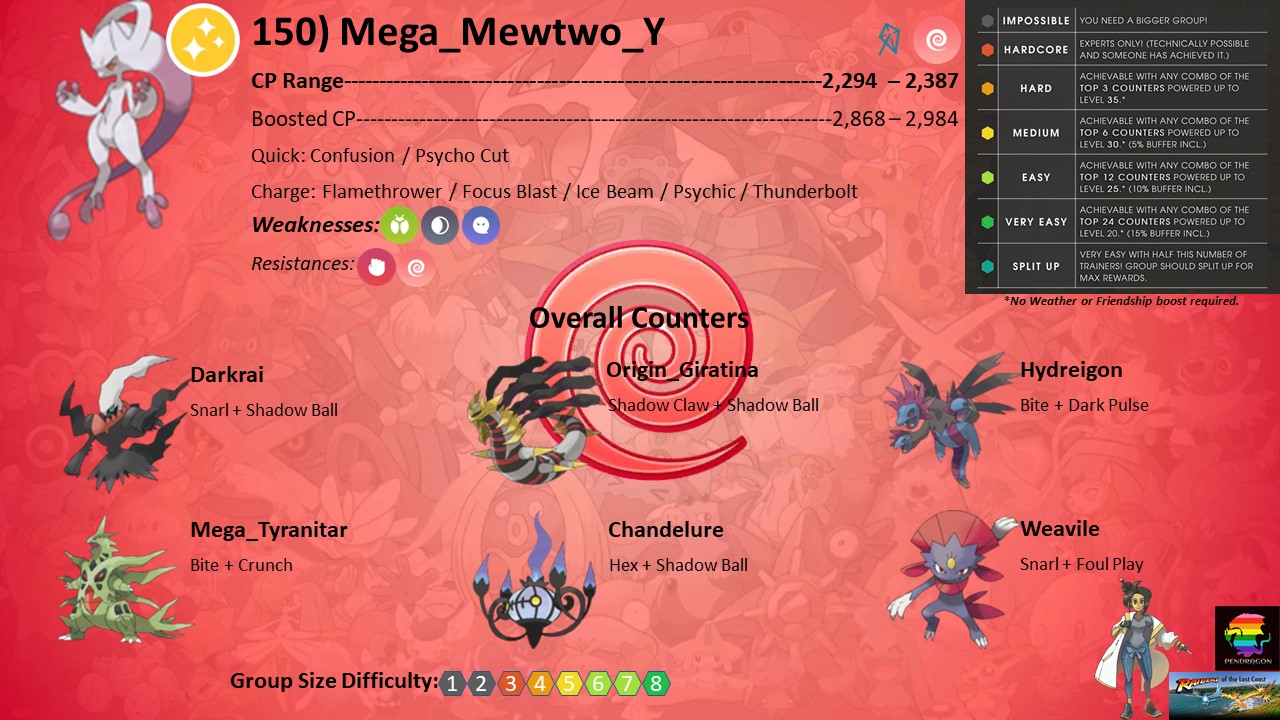 150) Mega_Mewtwo_Y
CP Range---------------------------------------------------------------------2,294 – 2,387
Boosted CP---------------------------------------------------------------------2,868 – 2,984
Quick: Confusion / Psycho Cut
Charge: Flamethrower / Focus Blast / Ice Beam / Psychic / Thunderbolt
Weaknesses:
Resistances:
IMPOSSIBLE YOU NEED A BIGGER GROUP!
HARDCORE EXPERTS ONLY! (TECHNICALLY POSSIBLE
AND SOMEONE HAS ACHIEVED IT.)
HARD ACHIEVABLE WITH ANY COMBO OF THE
TOP 3 COUNTERS POWERED UP TO
LEVEL 35.*
MEDIUM ACHIEVABLE WITH ANY COMBO OF THE
TOP 6 COUNTERS POWERED UP TO
LEVEL 30.* (5% BUFFER INCL.)
EASY ACHIEVABLE WITH ANY COMBO OF THE
TOP 12 COUNTERS POWERED UP TO
LEVEL 25.* (10% BUFFER INCL.)
VERY EASY ACHIEVABLE WITH ANY COMBO OF THE
TOP 24 COUNTERS POWERED UP TO
LEVEL 20.* (15% BUFFER INCL.)
SPLIT UP VERY EASY WITH HALF THIS NUMBER OF
TRAINERS! GROUP SHOULD SPLIT UP FOR
MAX REWARDS.
*No Weather or Friendship boost required.
Overall Counters
Darkrai
Snarl + Shadow Ball
Origin_Giratina
Shadow Claw + Shadow Ball
Hydreigon
Bite + Dark Pulse
Mega_Tyranitar
Bite + Crunch
Chandelure
Hex + Shadow Ball
Weavile
Snarl + Foul Play
Group Size Difficulty: 1 2 3 4 5 6 7 8
PENDRAGON
RAIDERS of the Lost Coast